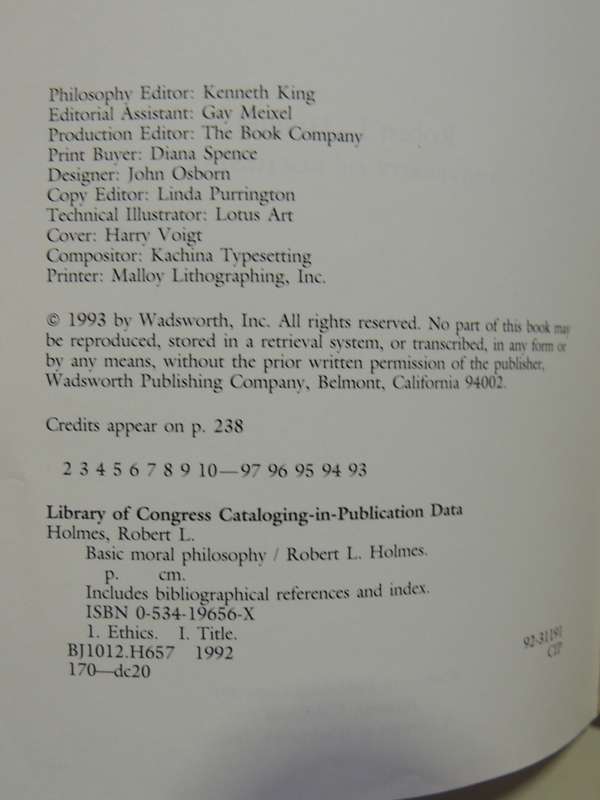 Philosophy Editor: Kenneth King
Editorial Assistant: Gay Meixel
Production Editor: The Book Company
Print Buyer: Diana Spence
Designer: John Osborn
Copy Editor: Linda Purrington
Technical Illustrator: Lotus Art
Cover: Harry Voigt
Compositor: Kachina Typesetting
Printer: Malloy Lithographing, Inc.
© 1993 by Wadsworth, Inc. All rights reserved. No part of this book may
be reproduced, stored in a retrieval system, or transcribed, in any form or
by any means, without the prior written permission of the publisher,
Wadsworth Publishing Company, Belmont, California 94002.
Credits appear on p. 238
2 3 4 5 6 7 8 9 10—97 96 95 94 93
Library of Congress Cataloging-in-Publication Data
Holmes, Robert L.
Basic moral philosophy / Robert L. Holmes.
p. cm.
Includes bibliographical references and index.
ISBN 0-534-19656-X
1. Ethics. I. Title.
BJ1012.H657 1992
170—dc20
92-31191
CIP